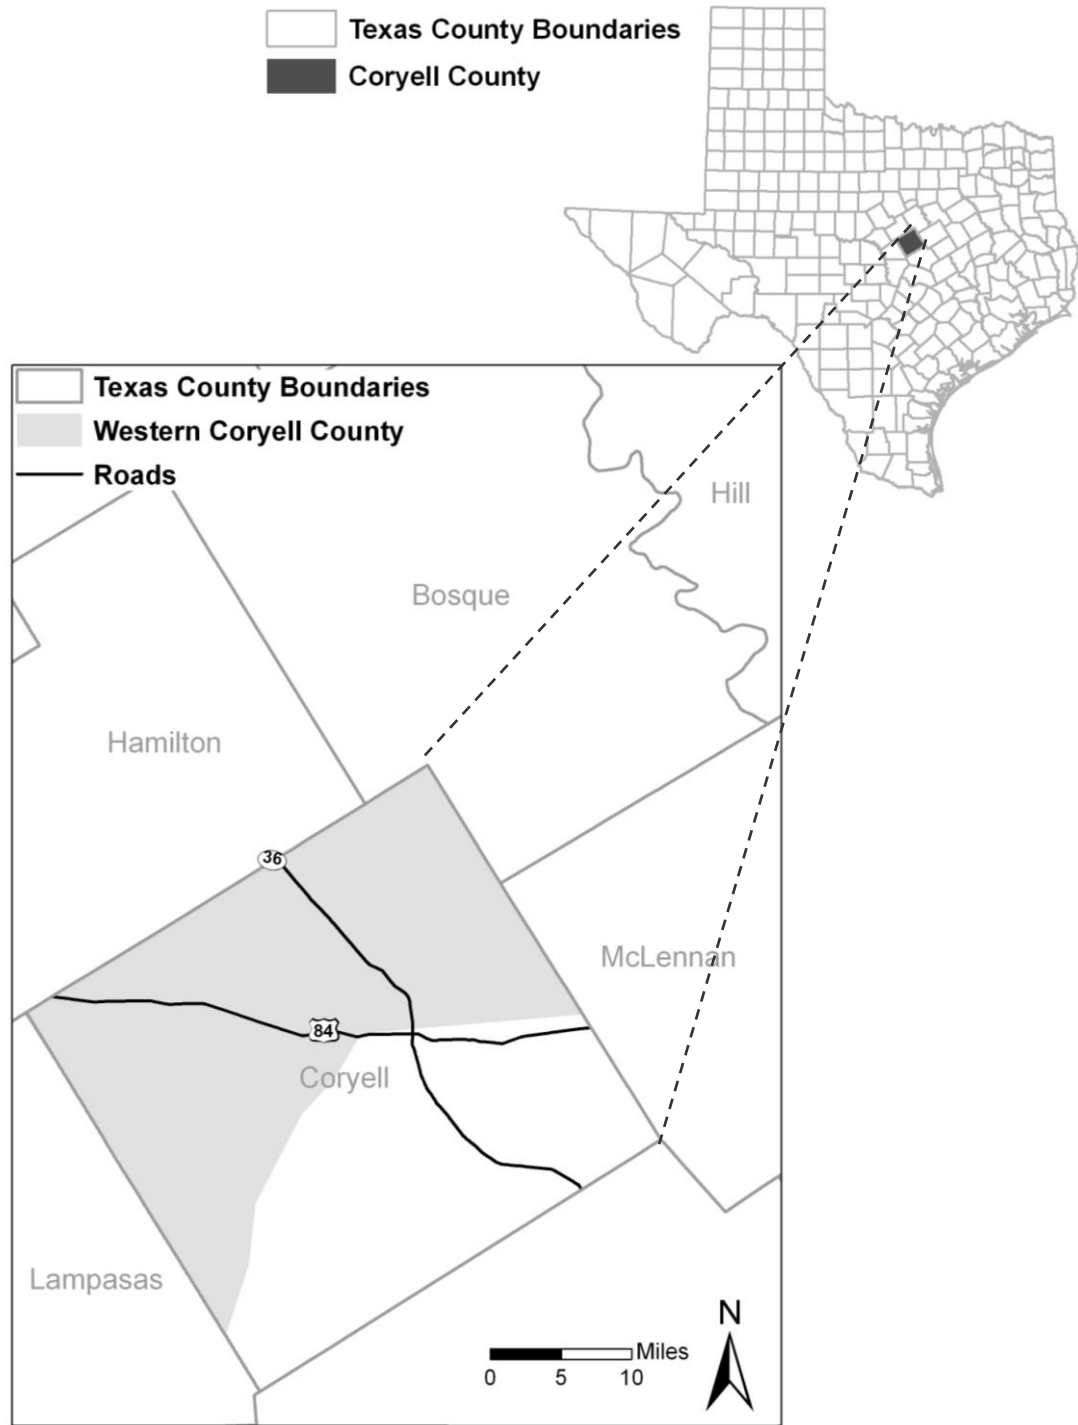 Texas County Boundaries
Coryell County
Texas County Boundaries
Western Coryell County
Roads
Hill
Bosque
Hamilton
36
McLennan
84
Coryell
Lampasas
N
Miles
0 5 10